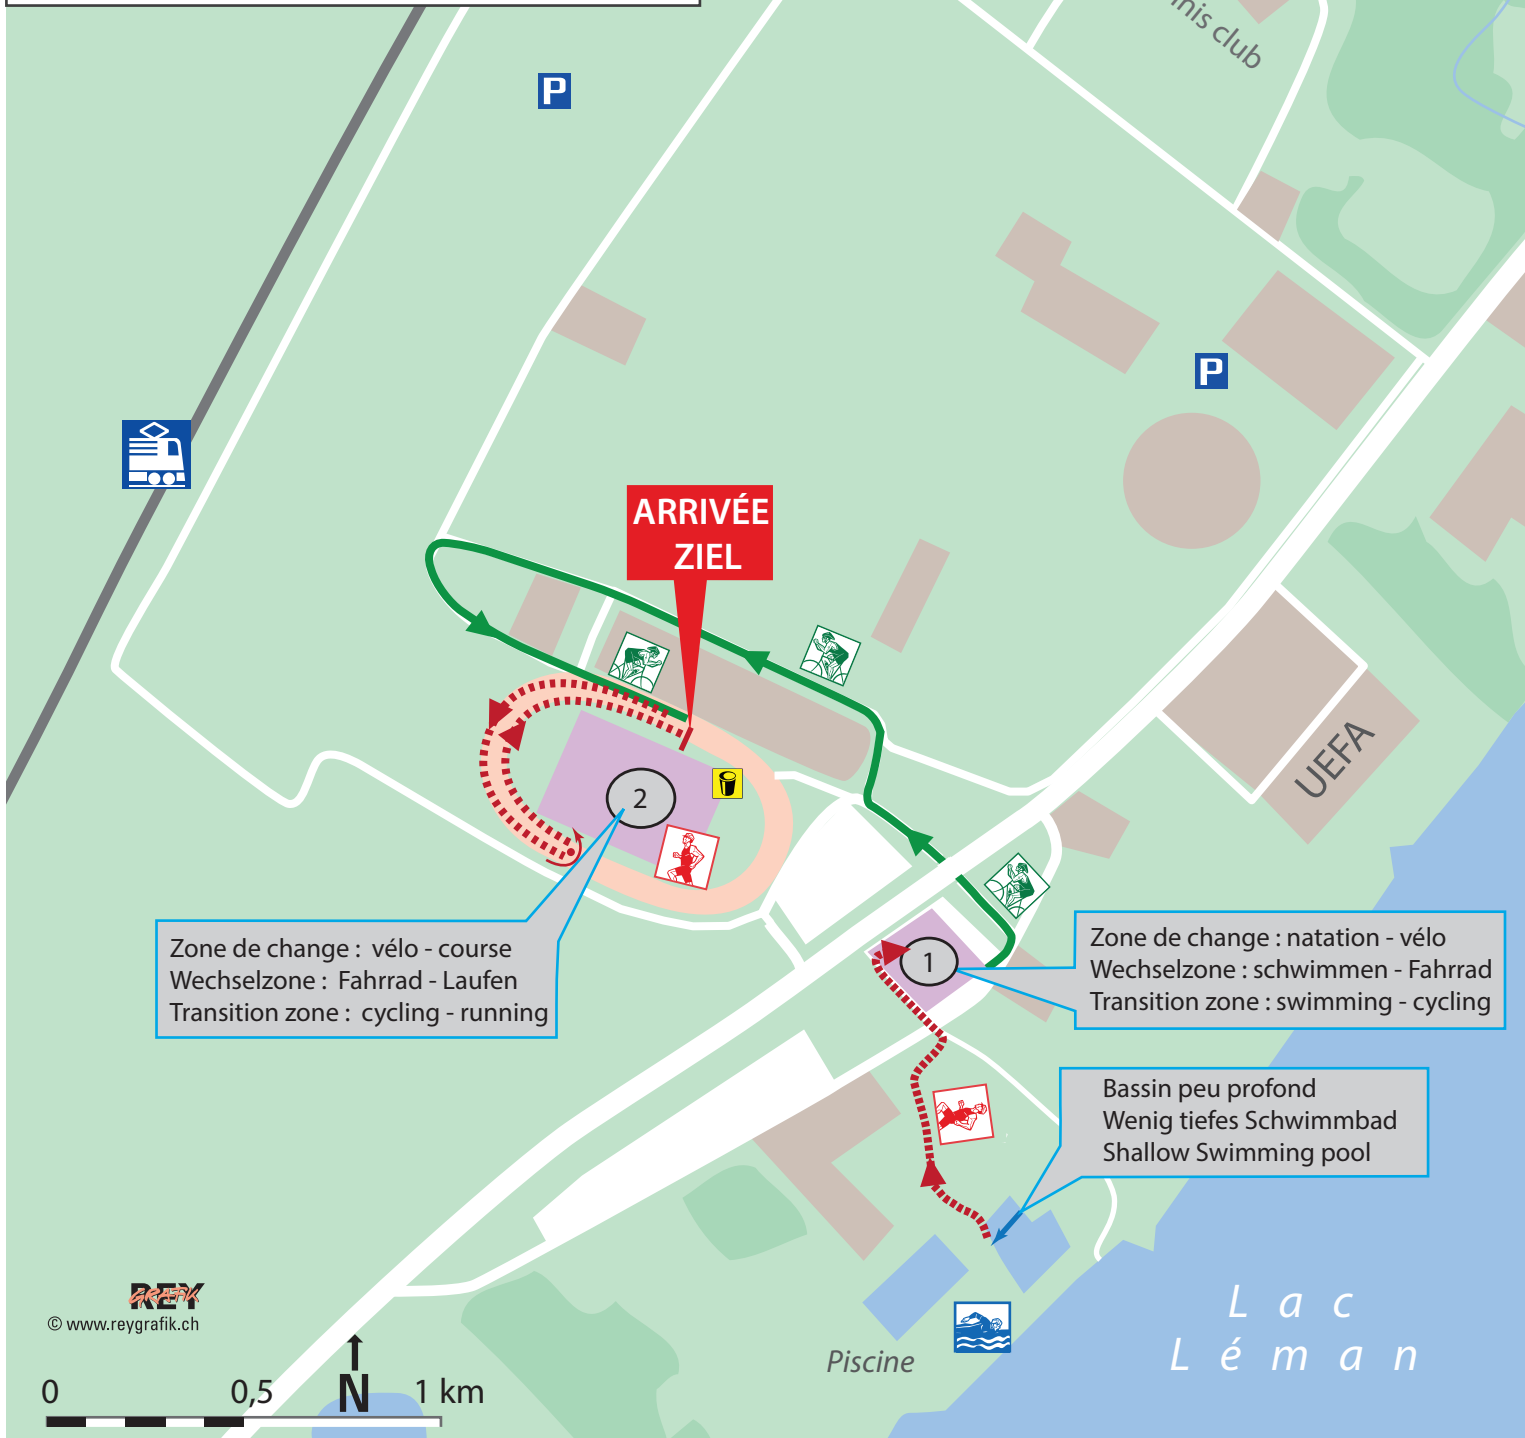 nis club
P
P
ARRIVÉE
ZIEL
2
UEFA
Zone de change : vélo - course
Wechselzone : Fahrrad - Laufen
Transition zone : cycling - running
1
Zone de change : natation - vélo
Wechselzone : schwimmen - Fahrrad
Transition zone : swimming - cycling
Bassin peu profond
Wenig tiefes Schwimmbad
Shallow Swimming pool
REY
GRAFIK
© www.reygrafik.ch
Lac
Léman
Piscine
0 0,5 N 1 km